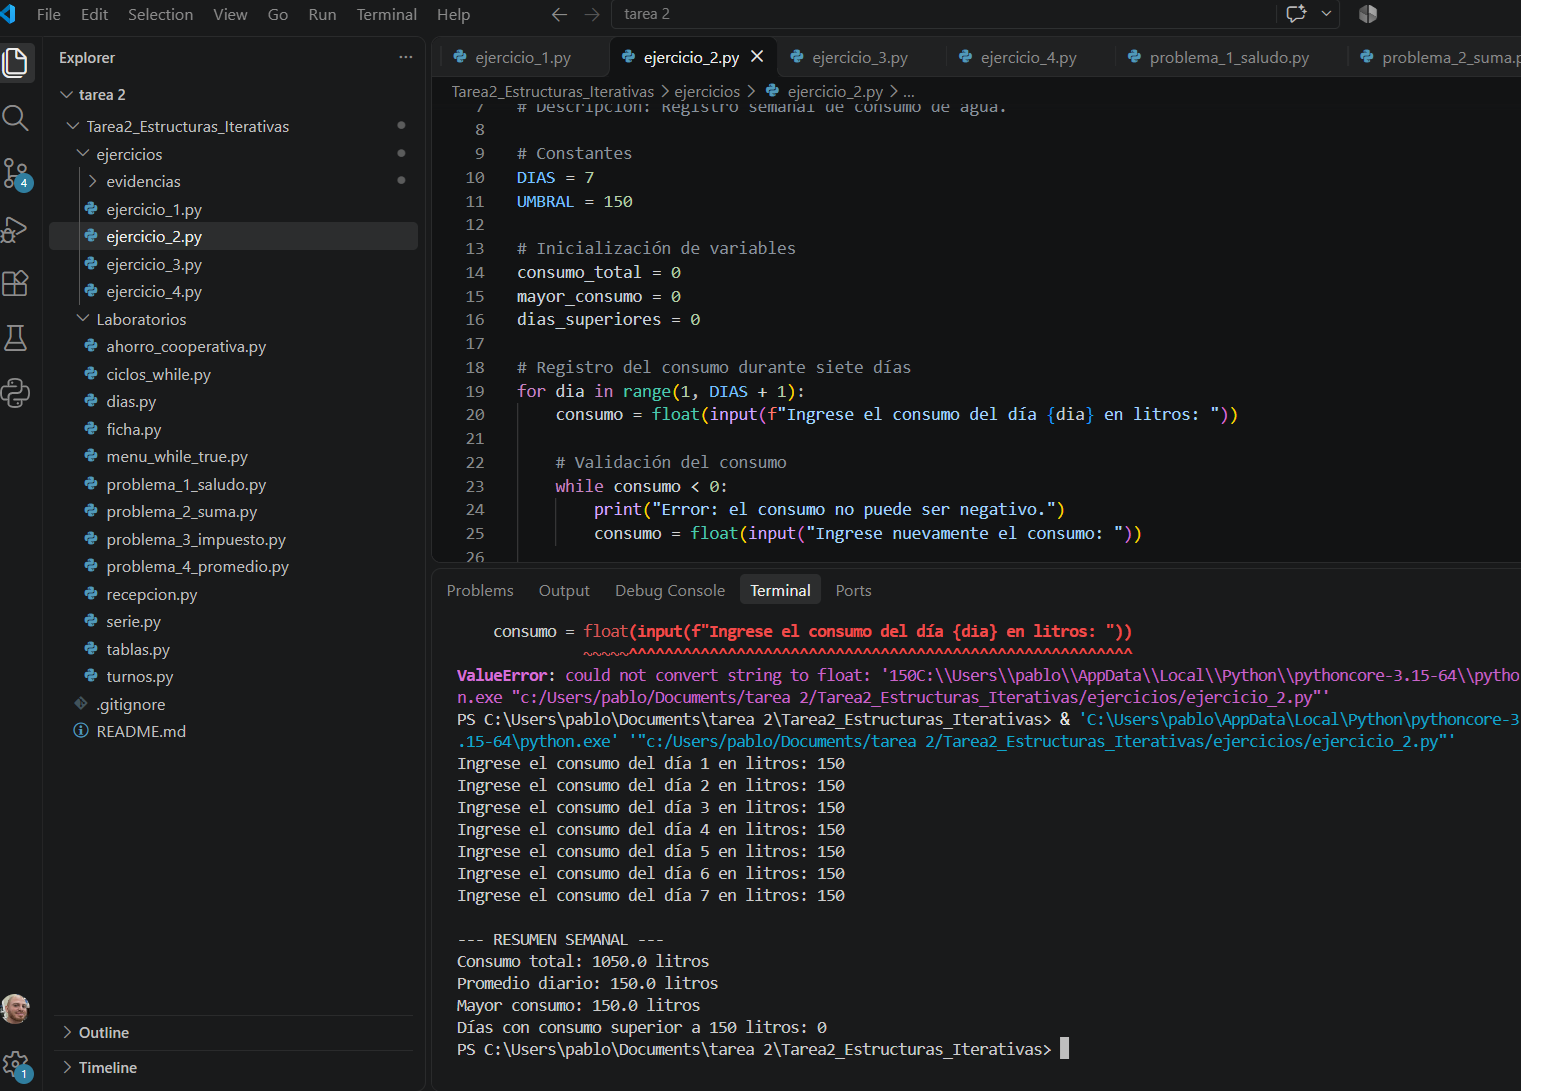 File Edit Selection View Go Run Terminal Help
tarea 2
Explorer
tarea 2
Tarea2_Estructuras_Iterativas
ejercicios
evidencias
ejercicio_1.py
ejercicio_2.py
ejercicio_3.py
ejercicio_4.py
Laboratorios
ahorro_cooperativa.py
ciclos_while.py
dias.py
ficha.py
menu_while_true.py
problema_1_saludo.py
problema_2_suma.py
problema_3_impuesto.py
problema_4_promedio.py
recepcion.py
serie.py
tablas.py
turnos.py
.gitignore
README.md
Outline
Timeline
4
1
ejercicio_1.py ejercicio_2.py ejercicio_3.py ejercicio_4.py problema_1_saludo.py problema_2_suma.p
Tarea2_Estructuras_Iterativas > ejercicios > ejercicio_2.py > ...
7 # Descripción: Registro semanal de consumo de agua.
8
9 # Constantes
10 DIAS = 7
11 UMBRAL = 150
12
13 # Inicialización de variables
14 consumo_total = 0
15 mayor_consumo = 0
16 dias_superiores = 0
17
18 # Registro del consumo durante siete días
19 for dia in range(1, DIAS + 1):
20 consumo = float(input(f"Ingrese el consumo del día {dia} en litros: "))
21
22 # Validación del consumo
23 while consumo < 0:
24 print("Error: el consumo no puede ser negativo.")
25 consumo = float(input("Ingrese nuevamente el consumo: "))
26
Problems Output Debug Console Terminal Ports
consumo = float(input(f"Ingrese el consumo del día {dia} en litros: "))
~~~~~^^^^^^^^^^^^^^^^^^^^^^^^^^^^^^^^^^^^^^^^^^^^^^^^^^^^^^^^
ValueError: could not convert string to float: '150C:\\Users\\pablo\\AppData\\Local\\Python\\pythoncore-3.15-64\\pytho
n.exe "c:/Users/pablo/Documents/tarea 2/Tarea2_Estructuras_Iterativas/ejercicios/ejercicio_2.py"'
PS C:\Users\pablo\Documents\tarea 2\Tarea2_Estructuras_Iterativas> & 'C:\Users\pablo\AppData\Local\Python\pythoncore-3
.15-64\python.exe' '"c:/Users/pablo/Documents/tarea 2/Tarea2_Estructuras_Iterativas/ejercicios/ejercicio_2.py"'
Ingrese el consumo del día 1 en litros: 150
Ingrese el consumo del día 2 en litros: 150
Ingrese el consumo del día 3 en litros: 150
Ingrese el consumo del día 4 en litros: 150
Ingrese el consumo del día 5 en litros: 150
Ingrese el consumo del día 6 en litros: 150
Ingrese el consumo del día 7 en litros: 150
--- RESUMEN SEMANAL ---
Consumo total: 1050.0 litros
Promedio diario: 150.0 litros
Mayor consumo: 150.0 litros
Días con consumo superior a 150 litros: 0
PS C:\Users\pablo\Documents\tarea 2\Tarea2_Estructuras_Iterativas>